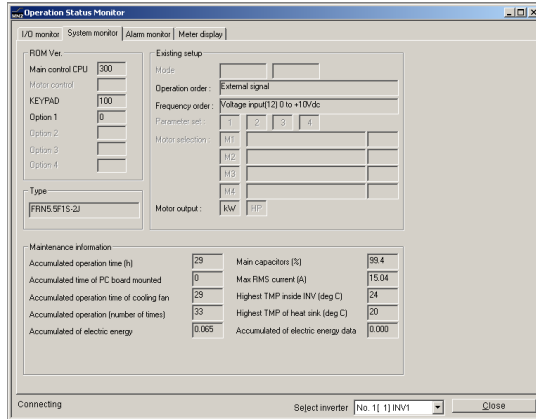 Operation Status Monitor
I/O monitor System monitor Alarm monitor Meter display
ROM Ver.
Main control CPU 300
Motor control
KEYPAD 100
Option 1 0
Option 2
Option 3
Option 4
Type
FRN5.5F1S-2J
Existing setup
Mode
Operation order : External signal
Frequency order : Voltage input(12) 0 to +10Vdc
Parameter set : 1 2 3 4
Motor selection : M1
M2
M3
M4
Motor output : kW HP
Maintenance information
Accumulated operation time (h) 29
Accumulated time of PC board mounted 0
Accumulated operation time of cooling fan 29
Accumulated operation (number of times) 33
Accumulated of electric energy 0.065
Main capacitors (%) 99.4
Max RMS current (A) 15.04
Highest TMP inside INV (deg C) 24
Highest TMP of heat sink (deg C) 20
Accumulated of electric energy data 0.000
Connecting
Select inverter No. 1[ 1] INV1 Close